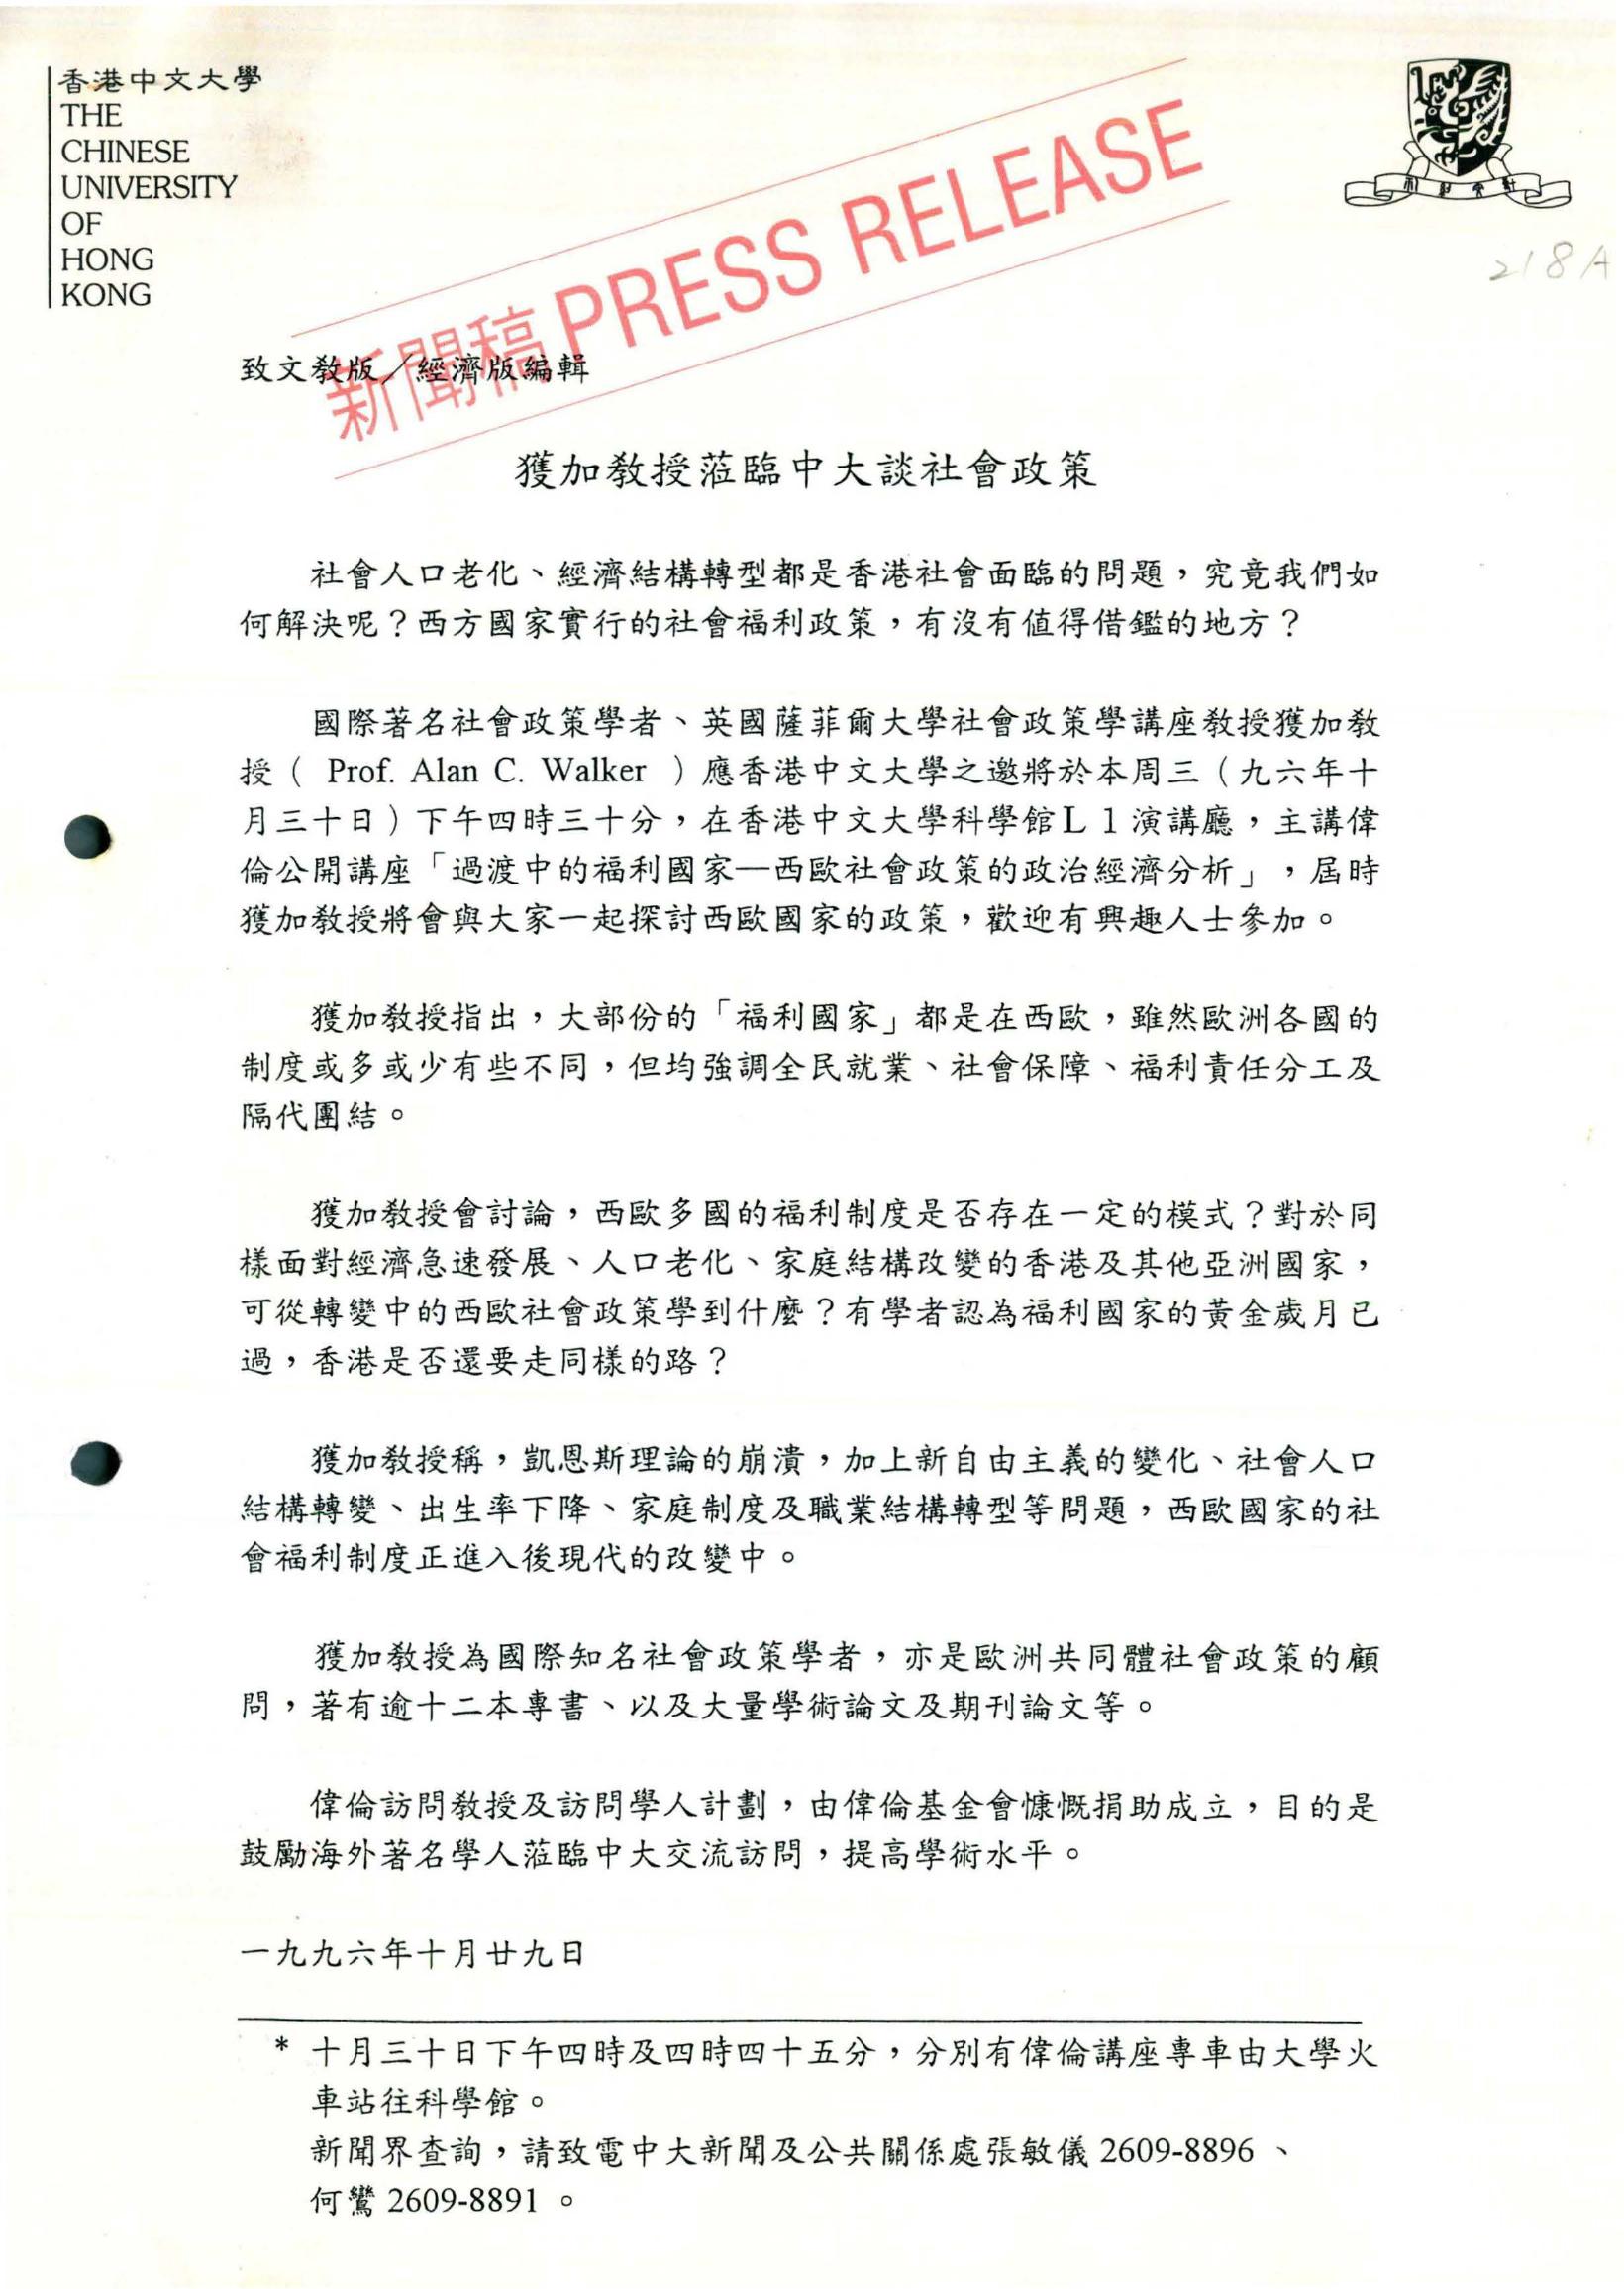 香港中文大學
THE
CHINESE
UNIVERSITY
OF
HONG
KONG
新聞稿 PRESS RELEASE
218A
致文教版／經濟版編輯
獲加教授蒞臨中大談社會政策
社會人口老化、經濟結構轉型都是香港社會面臨的問題，究竟我們如
何解決呢？西方國家實行的社會福利政策，有沒有值得借鑑的地方？
國際著名社會政策學者、英國薩菲爾大學社會政策學講座教授獲加教
授（ Prof. Alan C. Walker ）應香港中文大學之邀將於本周三（九六年十
月三十日）下午四時三十分，在香港中文大學科學館L１演講廳，主講偉
倫公開講座「過渡中的福利國家—西歐社會政策的政治經濟分析」，屆時
獲加教授將會與大家一起探討西歐國家的政策，歡迎有興趣人士參加。
獲加教授指出，大部份的「福利國家」都是在西歐，雖然歐洲各國的
制度或多或少有些不同，但均強調全民就業、社會保障、福利責任分工及
隔代團結。
獲加教授會討論，西歐多國的福利制度是否存在一定的模式？對於同
樣面對經濟急速發展、人口老化、家庭結構改變的香港及其他亞洲國家，
可從轉變中的西歐社會政策學到什麼？有學者認為福利國家的黃金歲月已
過，香港是否還要走同樣的路？
獲加教授稱，凱恩斯理論的崩潰，加上新自由主義的變化、社會人口
結構轉變、出生率下降、家庭制度及職業結構轉型等問題，西歐國家的社
會福利制度正進入後現代的改變中。
獲加教授為國際知名社會政策學者，亦是歐洲共同體社會政策的顧
問，著有逾十二本專書、以及大量學術論文及期刊論文等。
偉倫訪問教授及訪問學人計劃，由偉倫基金會慷慨捐助成立，目的是
鼓勵海外著名學人蒞臨中大交流訪問，提高學術水平。
一九九六年十月廿九日
* 十月三十日下午四時及四時四十五分，分別有偉倫講座專車由大學火
車站往科學館。
新聞界查詢，請致電中大新聞及公共關係處張敏儀 2609-8896 、
何鸞 2609-8891 。